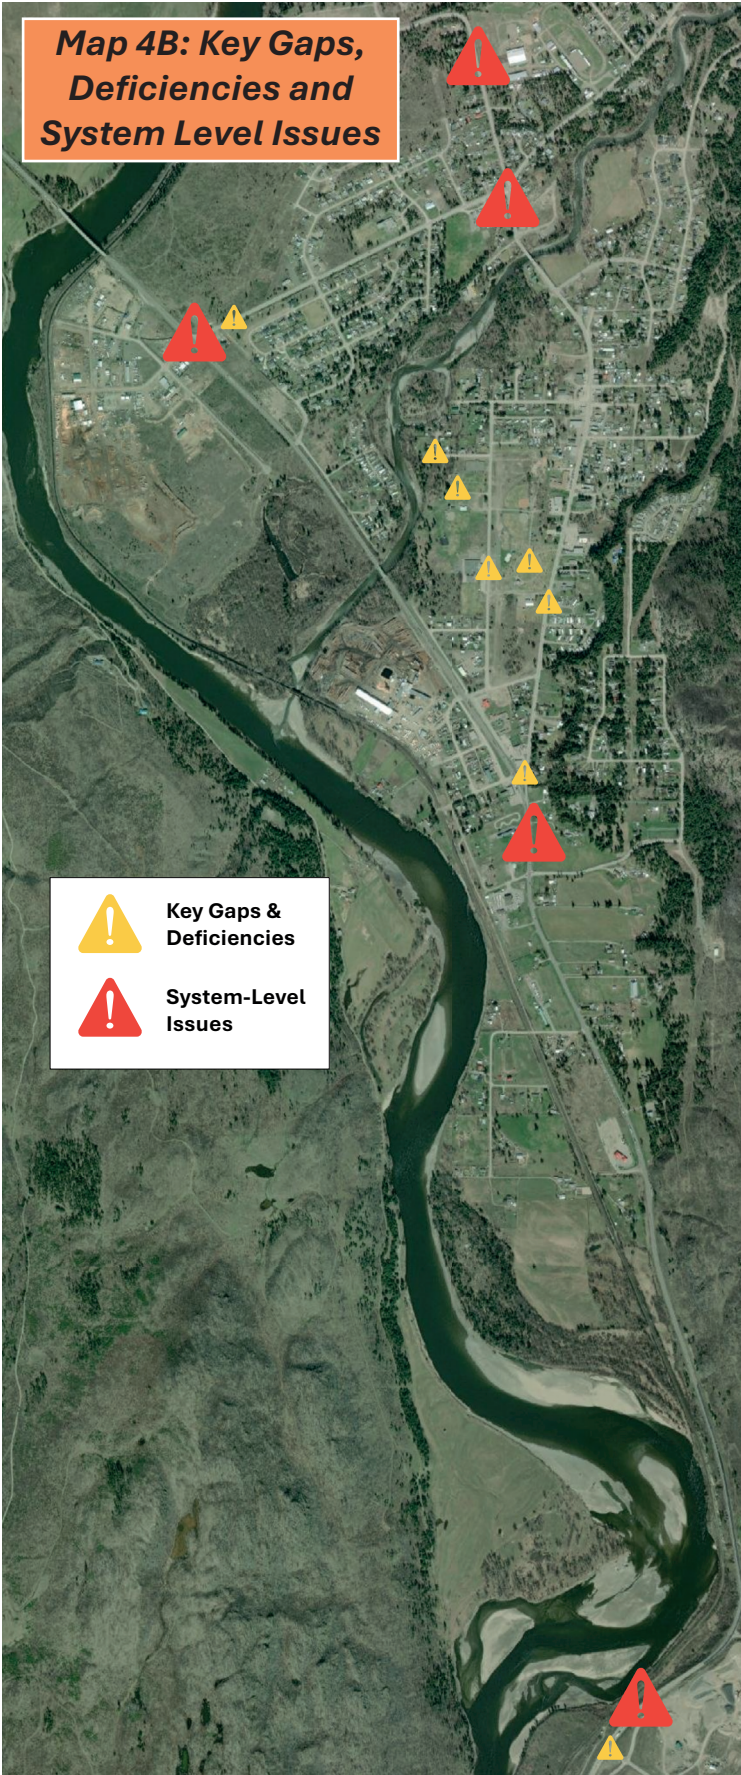 Map 4B: Key Gaps,
Deficiencies and
System Level Issues
Key Gaps &
Deficiencies
System-Level
Issues